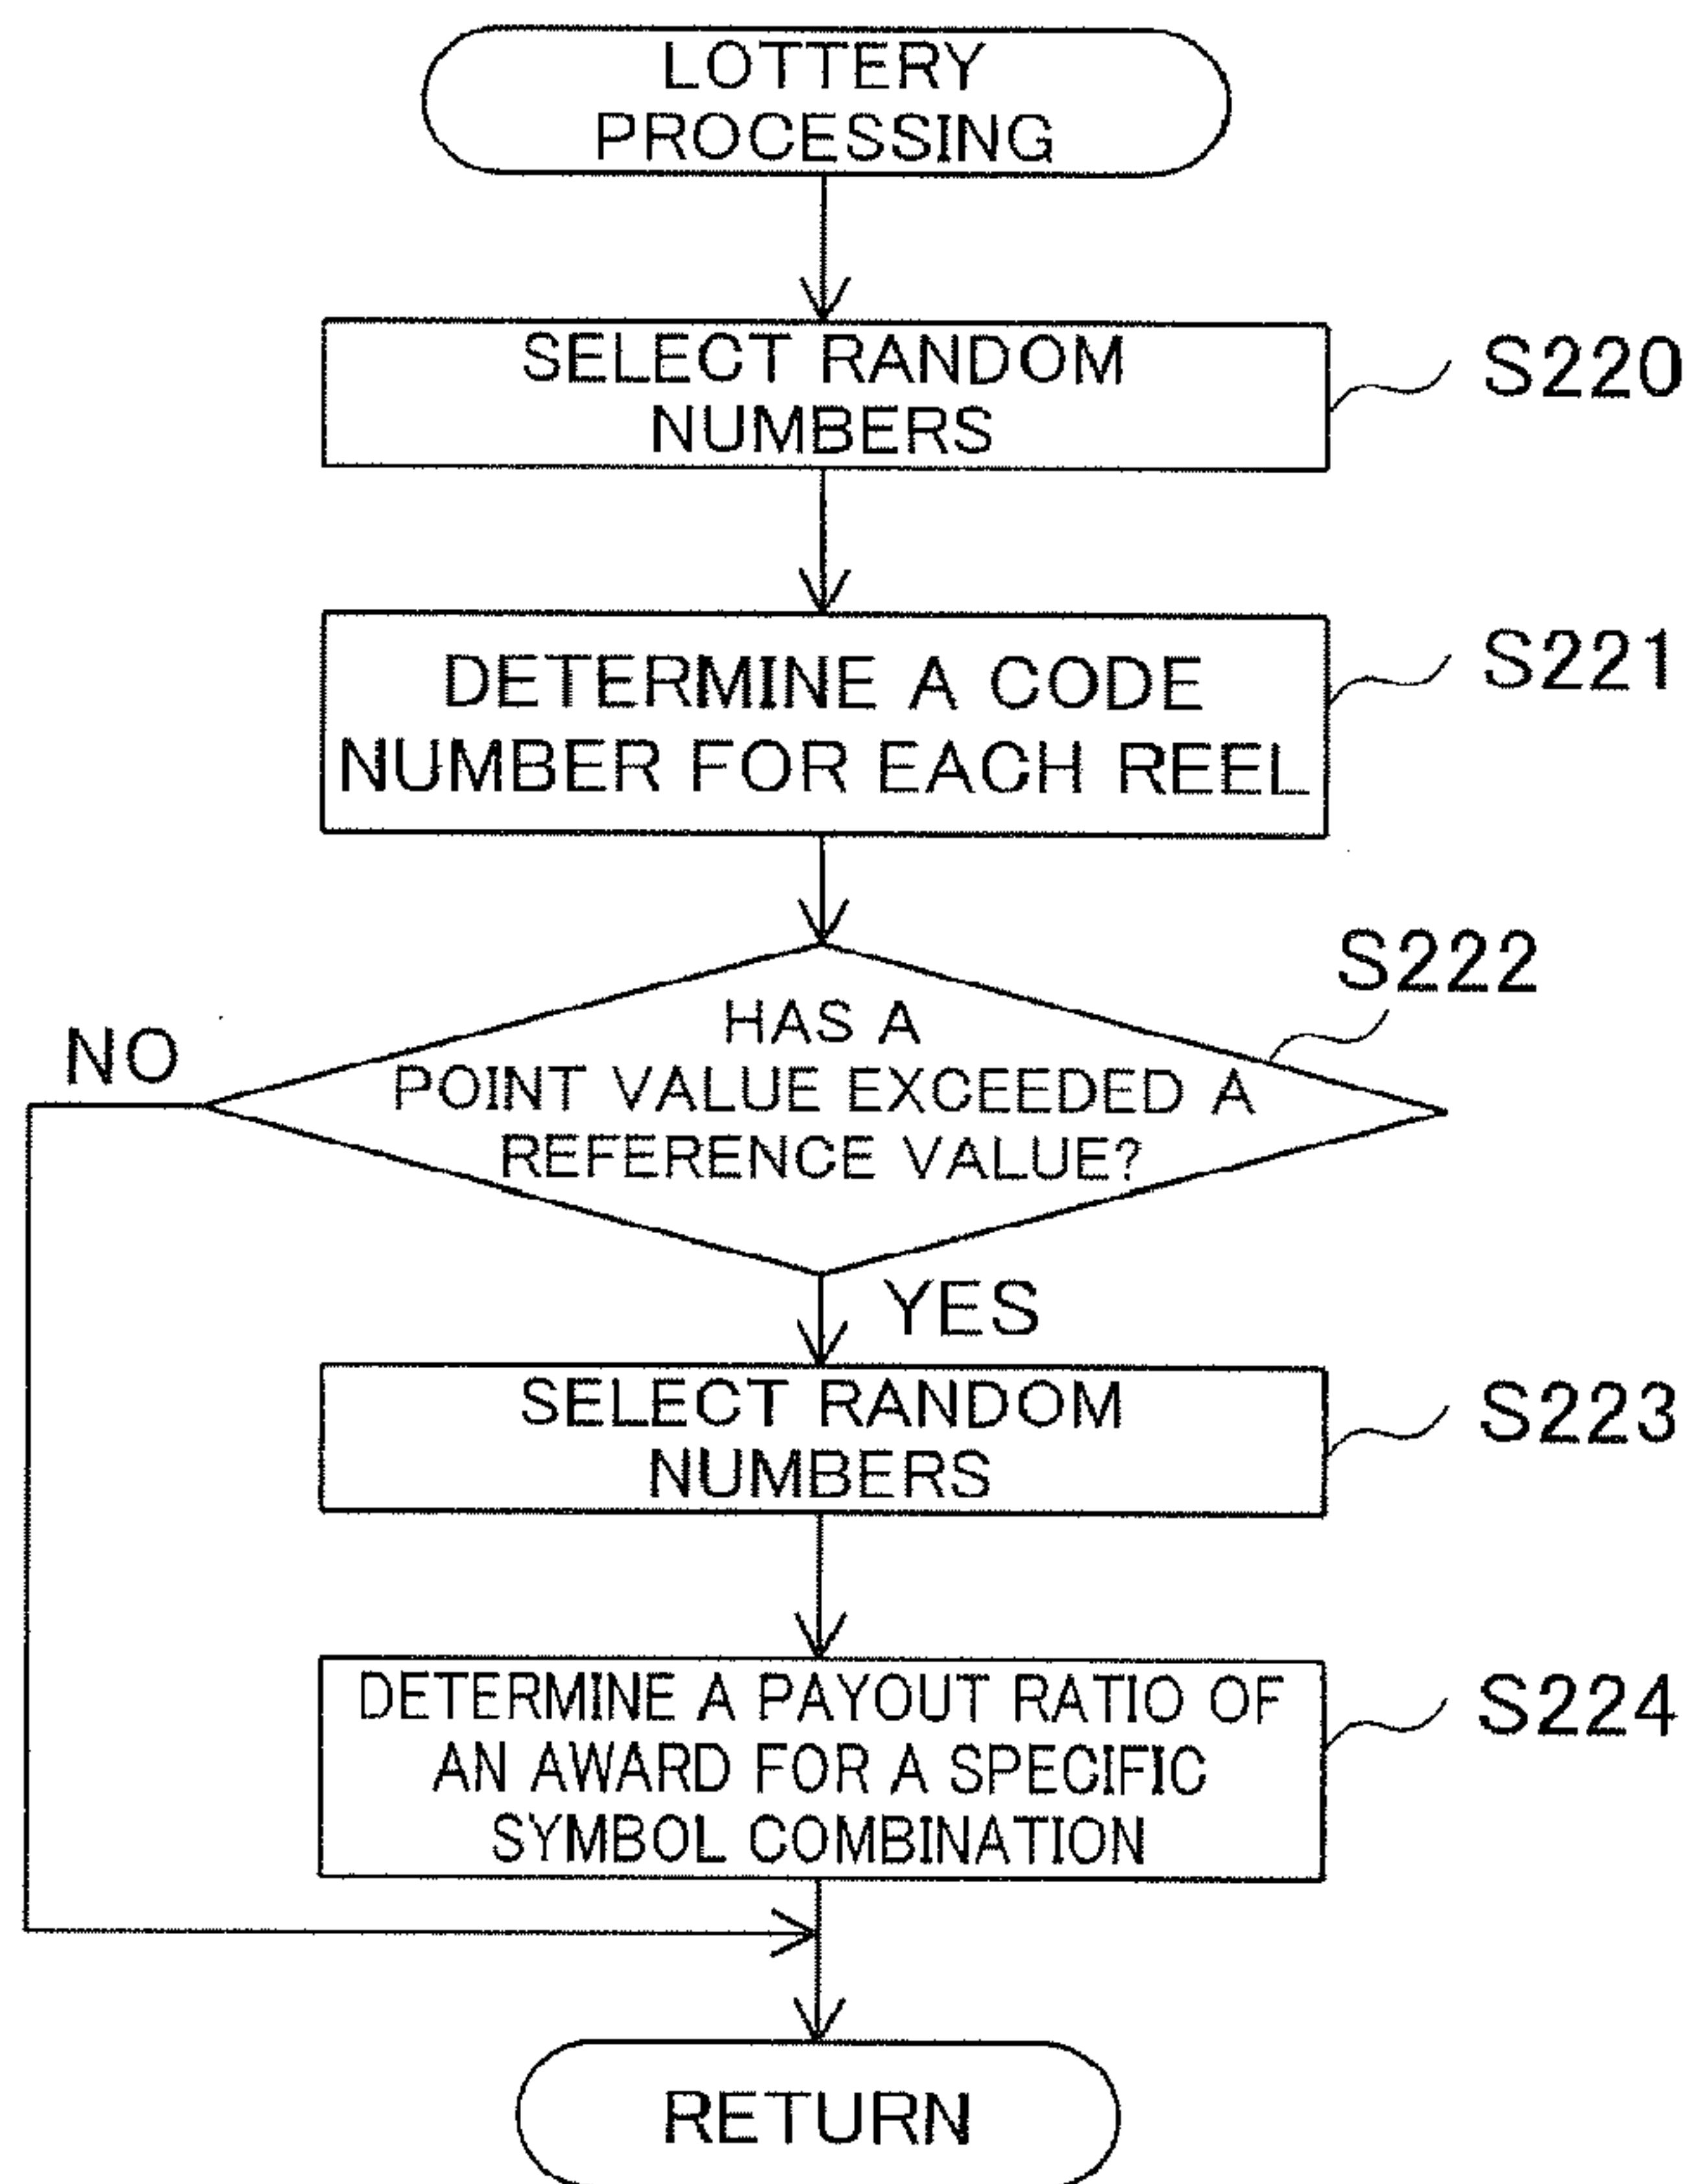 LOTTERY
PROCESSING
SELECT RANDOM
NUMBERS
S220
DETERMINE A CODE
NUMBER FOR EACH REEL
S221
S222
HAS A
POINT VALUE EXCEEDED A
REFERENCE VALUE?
NO
YES
SELECT RANDOM
NUMBERS
S223
DETERMINE A PAYOUT RATIO OF
AN AWARD FOR A SPECIFIC
SYMBOL COMBINATION
S224
RETURN